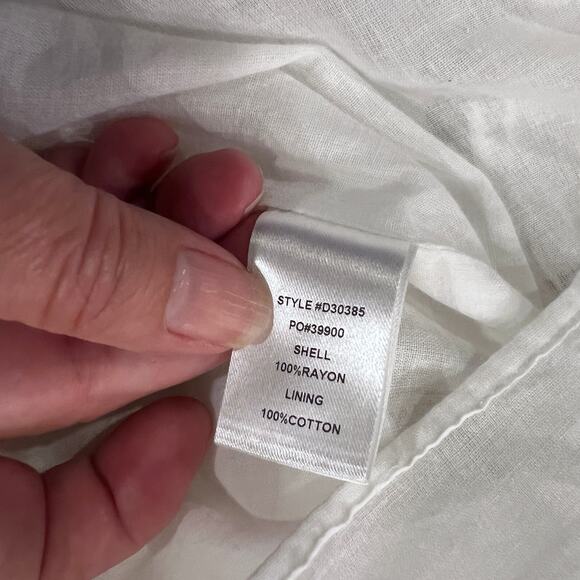 STYLE #D30385
PO#39900
SHELL
100%RAYON
LINING
100%COTTON